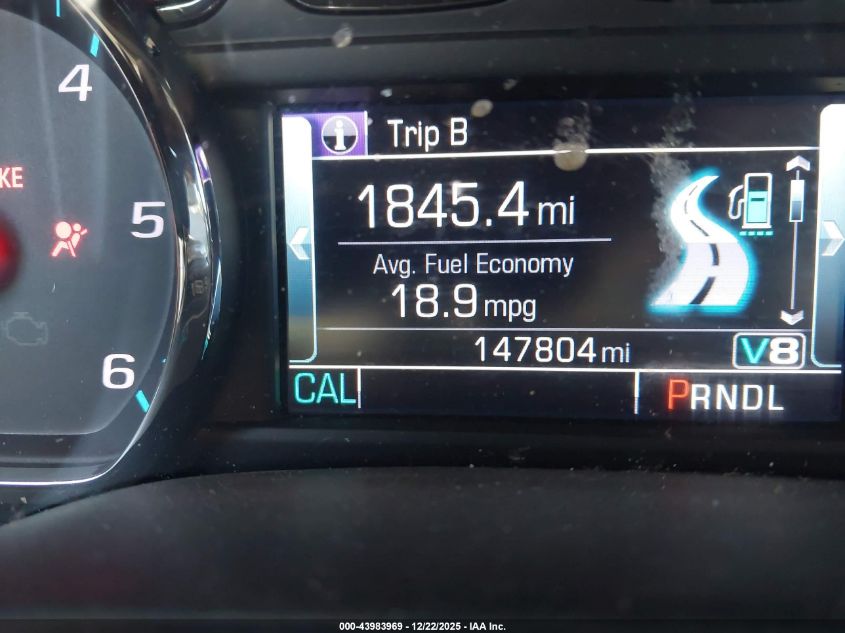 4
KE
5
6
i Trip B
1845.4 mi
Avg. Fuel Economy
18.9 mpg
147804 mi V8
CAL PRNDL
000-43983969 - 12/22/2025 - IAA Inc.